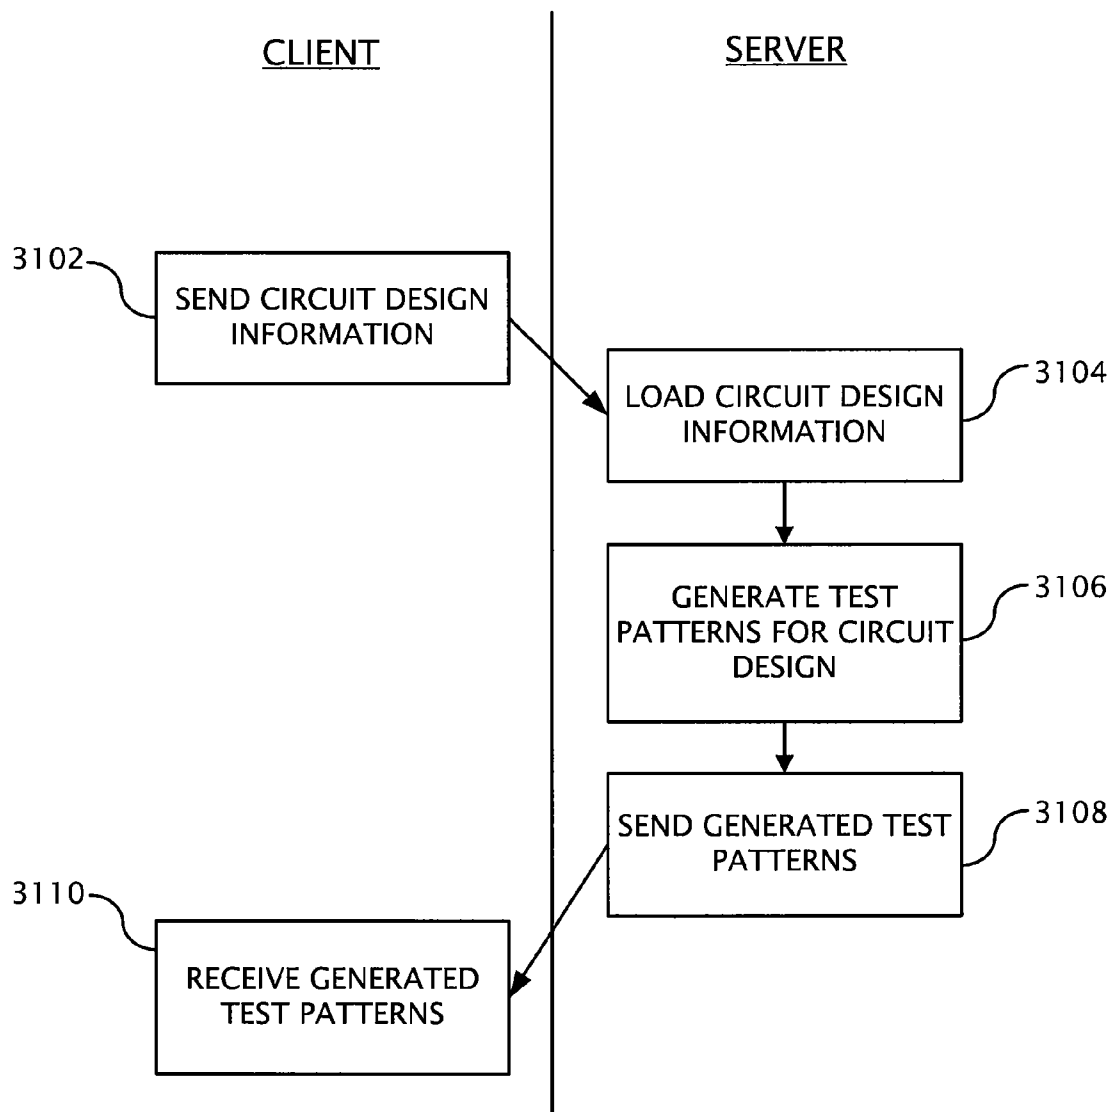 CLIENT
SERVER
3102
SEND CIRCUIT DESIGN
INFORMATION
3104
LOAD CIRCUIT DESIGN
INFORMATION
3106
GENERATE TEST
PATTERNS FOR CIRCUIT
DESIGN
3108
SEND GENERATED TEST
PATTERNS
3110
RECEIVE GENERATED
TEST PATTERNS